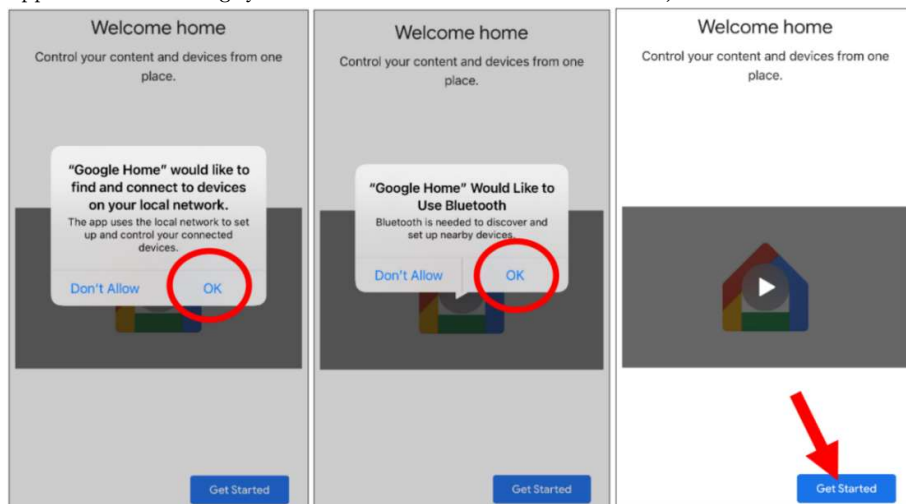 Welcome home
Control your content and devices from one
place.
"Google Home" would like to
find and connect to devices
on your local network.
The app uses the local network to set
up and control your connected
devices.
Don't Allow OK
Get Started
Welcome home
Control your content and devices from one
place.
"Google Home" Would Like to
Use Bluetooth
Bluetooth is needed to discover and
set up nearby devices.
Don't Allow OK
Get Started
Welcome home
Control your content and devices from one
place.
Get Started